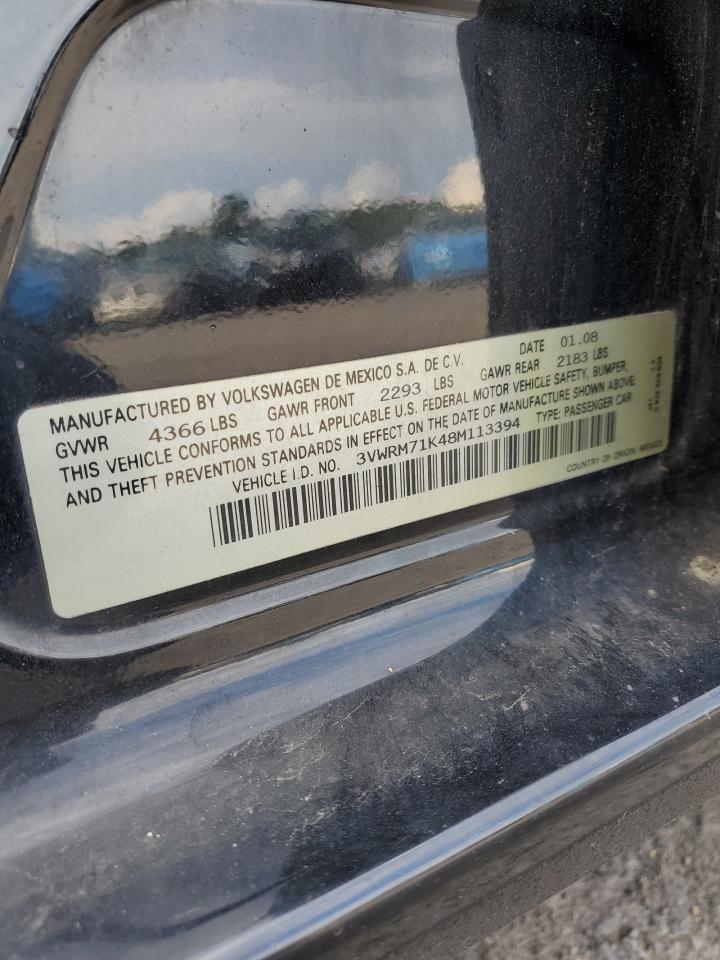 MANUFACTURED BY VOLKSWAGEN DE MEXICO S.A. DE C.V. DATE 01.08
GVWR 4366 LBS GAWR FRONT 2293 LBS GAWR REAR 2183 LBS
THIS VEHICLE CONFORMS TO ALL APPLICABLE U.S. FEDERAL MOTOR VEHICLE SAFETY, BUMPER,
AND THEFT PREVENTION STANDARDS IN EFFECT ON THE DATE OF MANUFACTURE SHOWN ABOVE
VEHICLE I.D. NO. 3VWRM71K48M113394 TYPE: PASSENGER CAR
COUNTRY OF ORIGIN: MEXICO